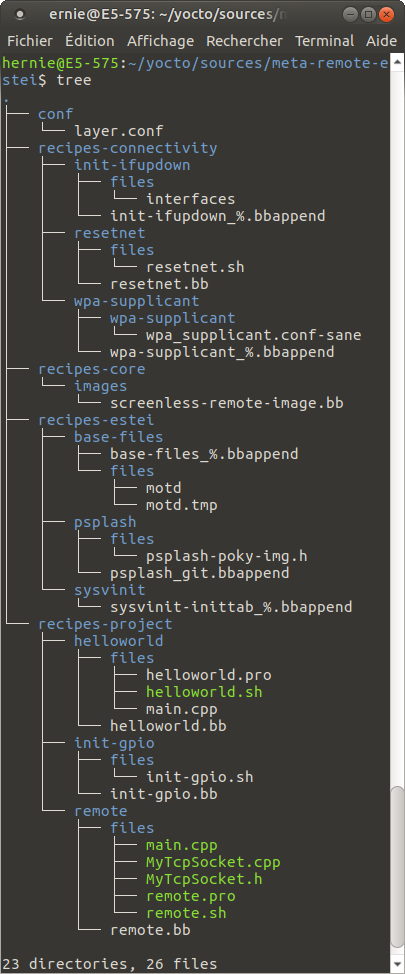 ernie@E5-575: ~/yocto/sources/
Fichier Édition Affichage Rechercher Terminal Aide
hernie@E5-575:~/yocto/sources/meta-remote-e
stei$ tree
.
├── conf
│   └── layer.conf
├── recipes-connectivity
│   ├── init-ifupdown
│   │   ├── files
│   │   │   └── interfaces
│   │   └── init-ifupdown_%.bbappend
│   ├── resetnet
│   │   ├── files
│   │   │   └── resetnet.sh
│   │   └── resetnet.bb
│   └── wpa-supplicant
│       ├── wpa-supplicant
│       │   └── wpa_supplicant.conf-sane
│       └── wpa-supplicant_%.bbappend
├── recipes-core
│   └── images
│       └── screenless-remote-image.bb
├── recipes-estei
│   ├── base-files
│   │   ├── base-files_%.bbappend
│   │   └── files
│   │       ├── motd
│   │       └── motd.tmp
│   ├── psplash
│   │   ├── files
│   │   │   └── psplash-poky-img.h
│   │   └── psplash_git.bbappend
│   └── sysvinit
│       └── sysvinit-inittab_%.bbappend
└── recipes-project
    ├── helloworld
    │   ├── files
    │   │   ├── helloworld.pro
    │   │   ├── helloworld.sh
    │   │   └── main.cpp
    │   └── helloworld.bb
    ├── init-gpio
    │   ├── files
    │   │   └── init-gpio.sh
    │   └── init-gpio.bb
    └── remote
        ├── files
        │   ├── main.cpp
        │   ├── MyTcpSocket.cpp
        │   ├── MyTcpSocket.h
        │   ├── remote.pro
        │   └── remote.sh
        └── remote.bb
23 directories, 26 files